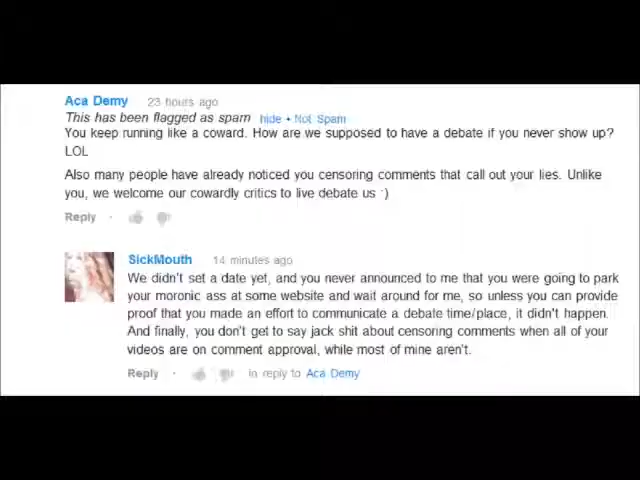 Aca Demy 23 hours ago
This has been flagged as spam hide • Not Spam
You keep running like a coward. How are we supposed to have a debate if you never show up?
LOL
Also many people have already noticed you censoring comments that call out your lies. Unlike
you, we welcome our cowardly critics to live debate us :)
Reply ·
SickMouth 14 minutes ago
We didn't set a date yet, and you never announced to me that you were going to park
your moronic ass at some website and wait around for me, so unless you can provide
proof that you made an effort to communicate a debate time/place, it didn't happen.
And finally, you don't get to say jack shit about censoring comments when all of your
videos are on comment approval, while most of mine aren't.
Reply · in reply to Aca Demy